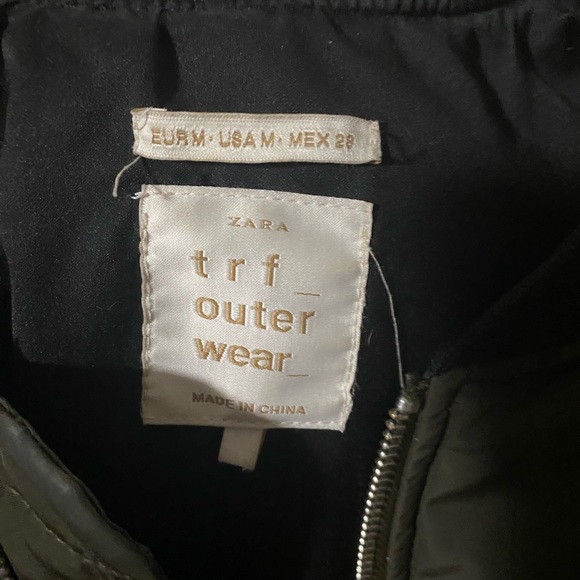 EUR M · USA M · MEX 28
ZARA
trf_
outer
wear_
MADE IN CHINA